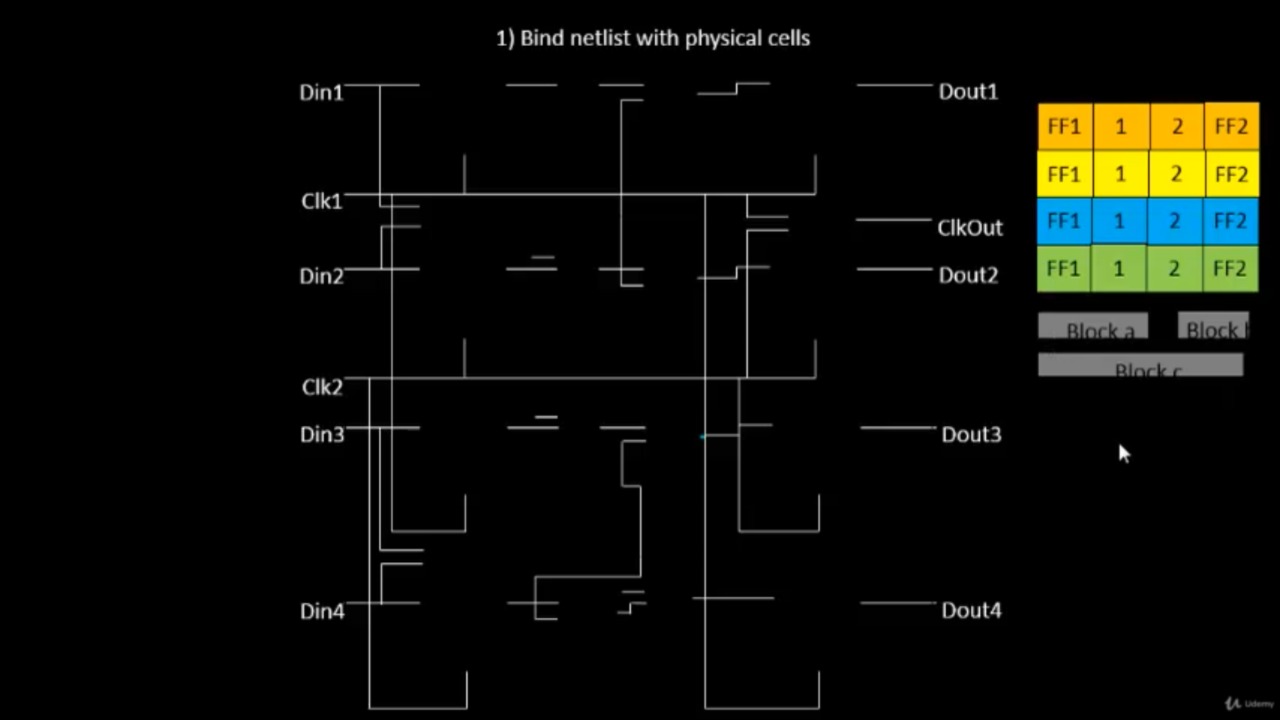 1) Bind netlist with physical cells
Din1
Dout1
FF1 1 2 FF2
FF1 1 2 FF2
Clk1
FF1 1 2 FF2
ClkOut
Din2
Dout2
FF1 1 2 FF2
Block a
Block b
Block c
Clk2
Din3
Dout3
Din4
Dout4
Udemy